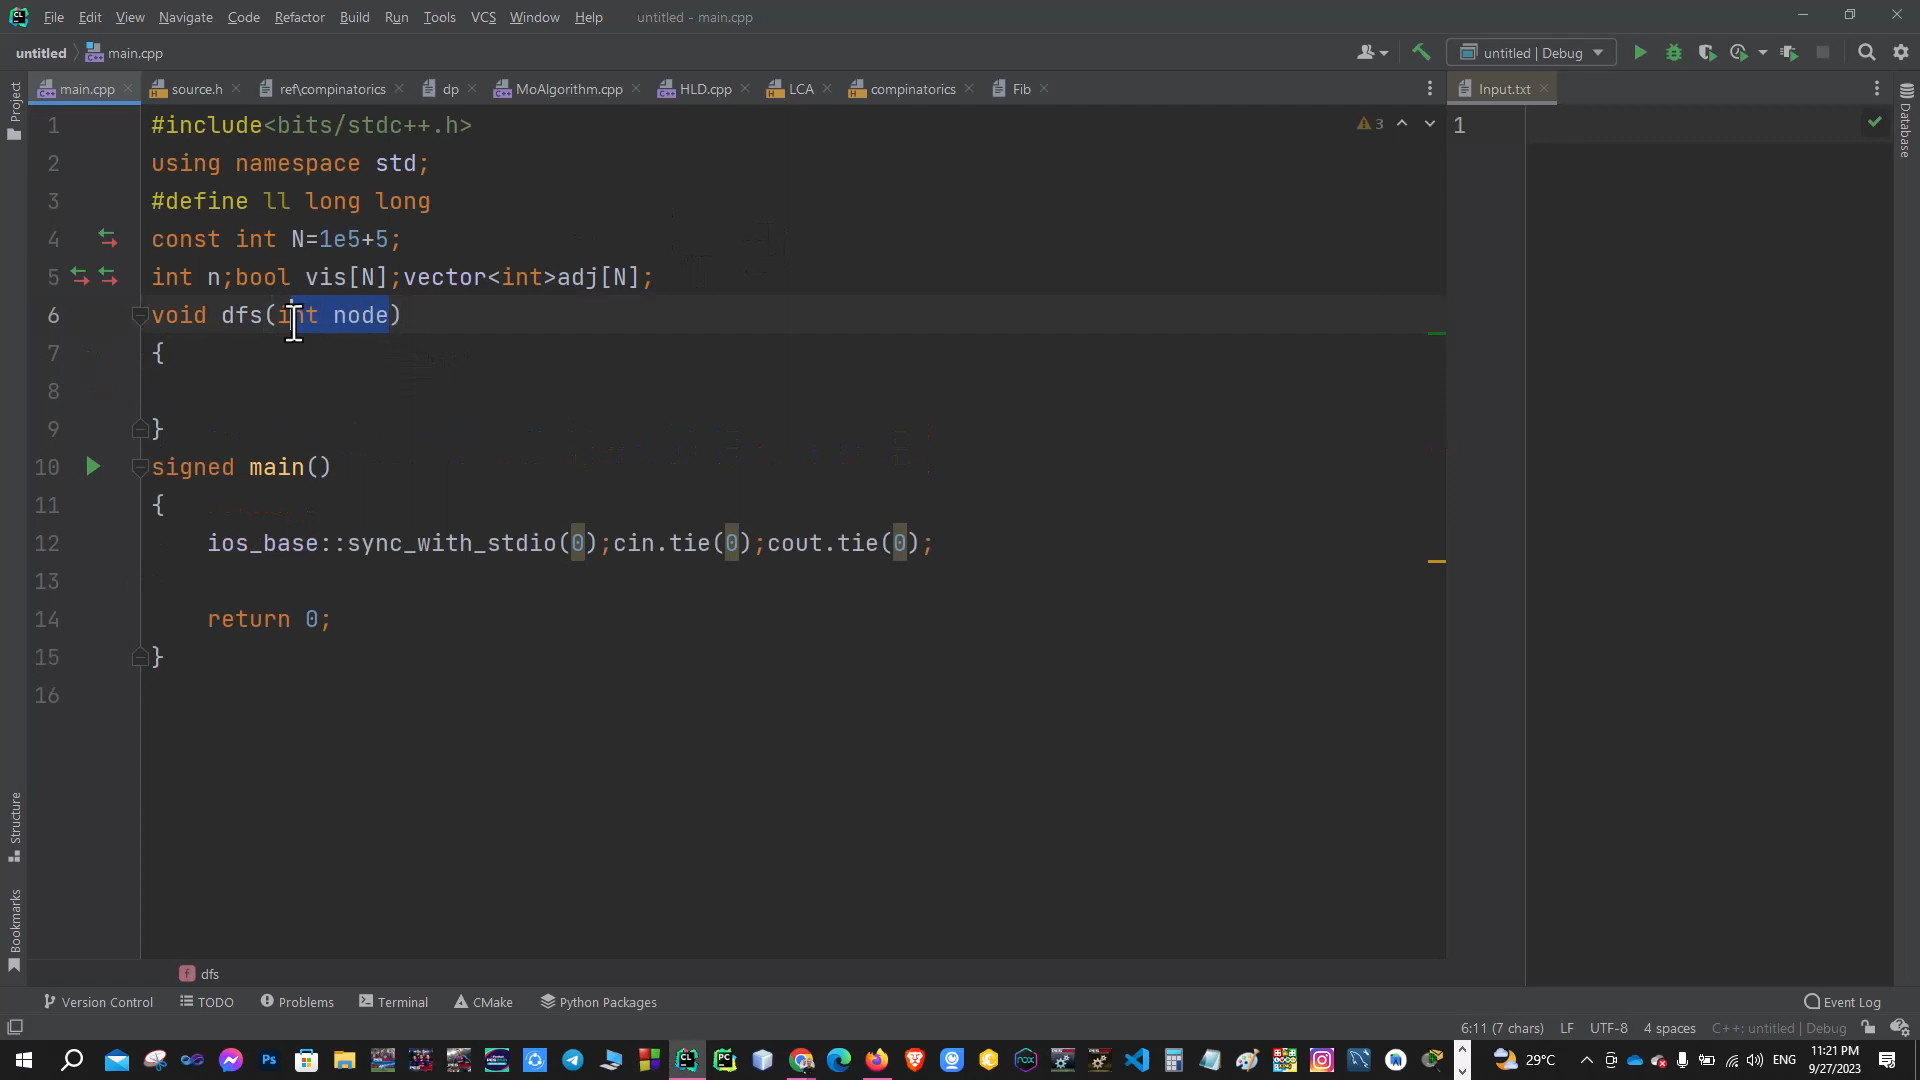 File Edit View Navigate Code Refactor Build Run Tools VCS Window Help untitled - main.cpp
untitled main.cpp untitled | Debug
main.cpp source.h ref\compinatorics dp MoAlgorithm.cpp HLD.cpp LCA compinatorics Fib Input.txt
Project
Structure
Bookmarks
Database
1 #include<bits/stdc++.h> 3 1
2 using namespace std;
3 #define ll long long
4 const int N=1e5+5;
5 int n;bool vis[N];vector<int>adj[N];
6 void dfs(int node)
7 {
8
9 }
10 signed main()
11 {
12 ios_base::sync_with_stdio(0);cin.tie(0);cout.tie(0);
13
14 return 0;
15 }
16
f dfs
Version Control TODO Problems Terminal CMake Python Packages Event Log
6:11 (7 chars) LF UTF-8 4 spaces C++: untitled | Debug
29°C ENG 11:21 PM
9/27/2023